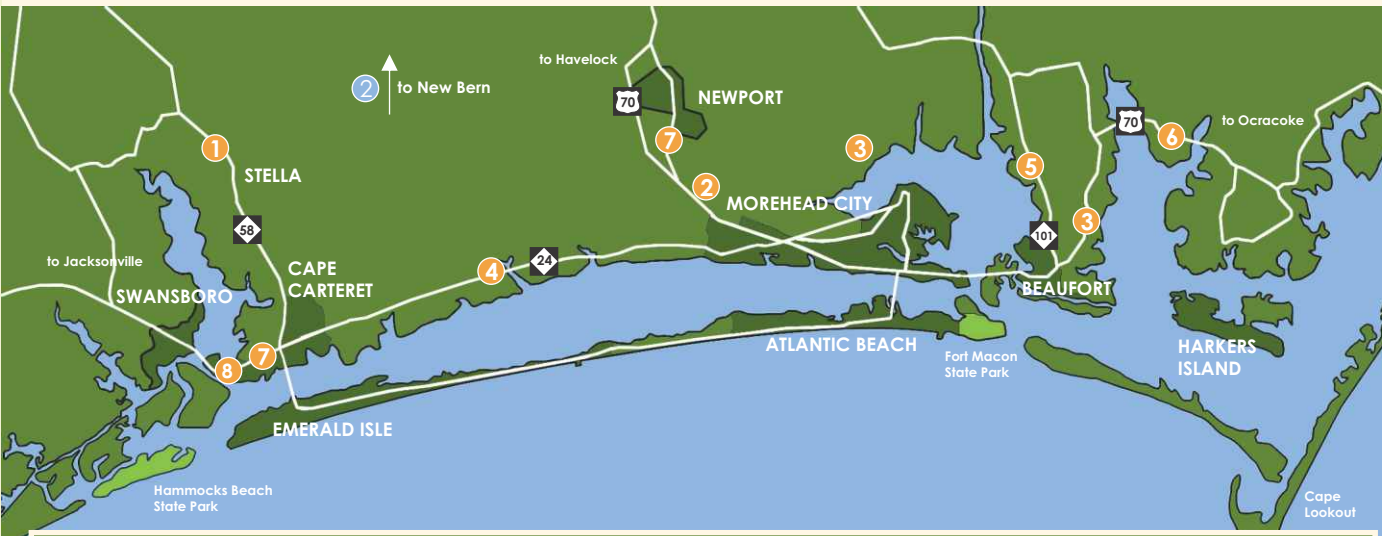 to Havelock
2
to New Bern
70
NEWPORT
70
to Ocracoke
1
7
3
6
STELLA
2
5
MOREHEAD CITY
58
3
101
to Jacksonville
24
CAPE
CARTERET
4
SWANSBORO
BEAUFORT
ATLANTIC BEACH
Fort Macon
State Park
HARKERS
ISLAND
8
7
EMERALD ISLE
Hammocks Beach
State Park
Cape
Lookout